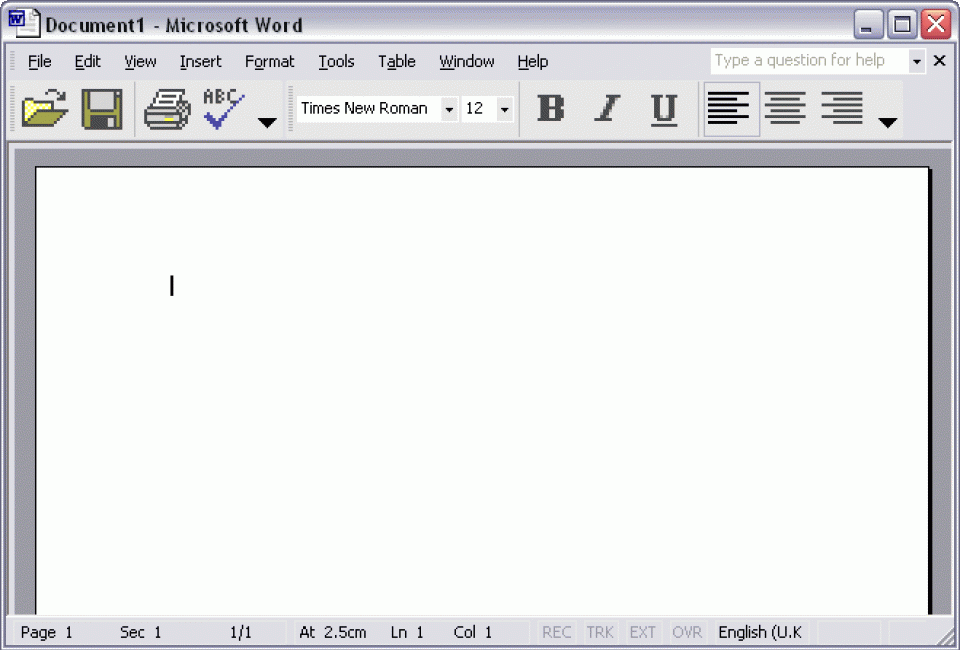 Document1 - Microsoft Word
File Edit View Insert Format Tools Table Window Help Type a question for help
ABC Times New Roman 12 B I U
Page 1 Sec 1 1/1 At 2.5cm Ln 1 Col 1 REC TRK EXT OVR English (U.K